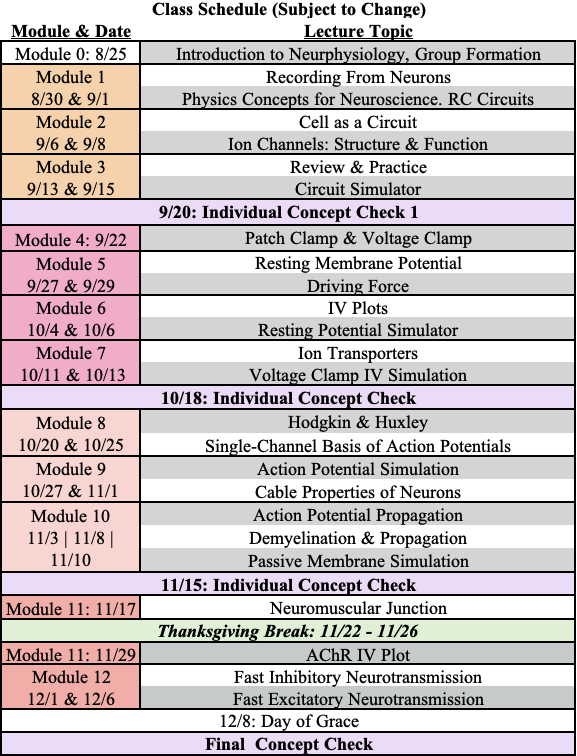 Class Schedule (Subject to Change)
Module & Date Lecture Topic
Module 0: 8/25 Introduction to Neurphysiology, Group Formation
Module 1 Recording From Neurons
8/30 & 9/1 Physics Concepts for Neuroscience. RC Circuits
Module 2 Cell as a Circuit
9/6 & 9/8 Ion Channels: Structure & Function
Module 3 Review & Practice
9/13 & 9/15 Circuit Simulator
9/20: Individual Concept Check 1
Module 4: 9/22 Patch Clamp & Voltage Clamp
Module 5 Resting Membrane Potential
9/27 & 9/29 Driving Force
Module 6 IV Plots
10/4 & 10/6 Resting Potential Simulator
Module 7 Ion Transporters
10/11 & 10/13 Voltage Clamp IV Simulation
10/18: Individual Concept Check
Module 8 Hodgkin & Huxley
10/20 & 10/25 Single-Channel Basis of Action Potentials
Module 9 Action Potential Simulation
10/27 & 11/1 Cable Properties of Neurons
Module 10 Action Potential Propagation
11/3 | 11/8 | Demyelination & Propagation
11/10 Passive Membrane Simulation
11/15: Individual Concept Check
Module 11: 11/17 Neuromuscular Junction
Thanksgiving Break: 11/22 - 11/26
Module 11: 11/29 AChR IV Plot
Module 12 Fast Inhibitory Neurotransmission
12/1 & 12/6 Fast Excitatory Neurotransmission
12/8: Day of Grace
Final Concept Check